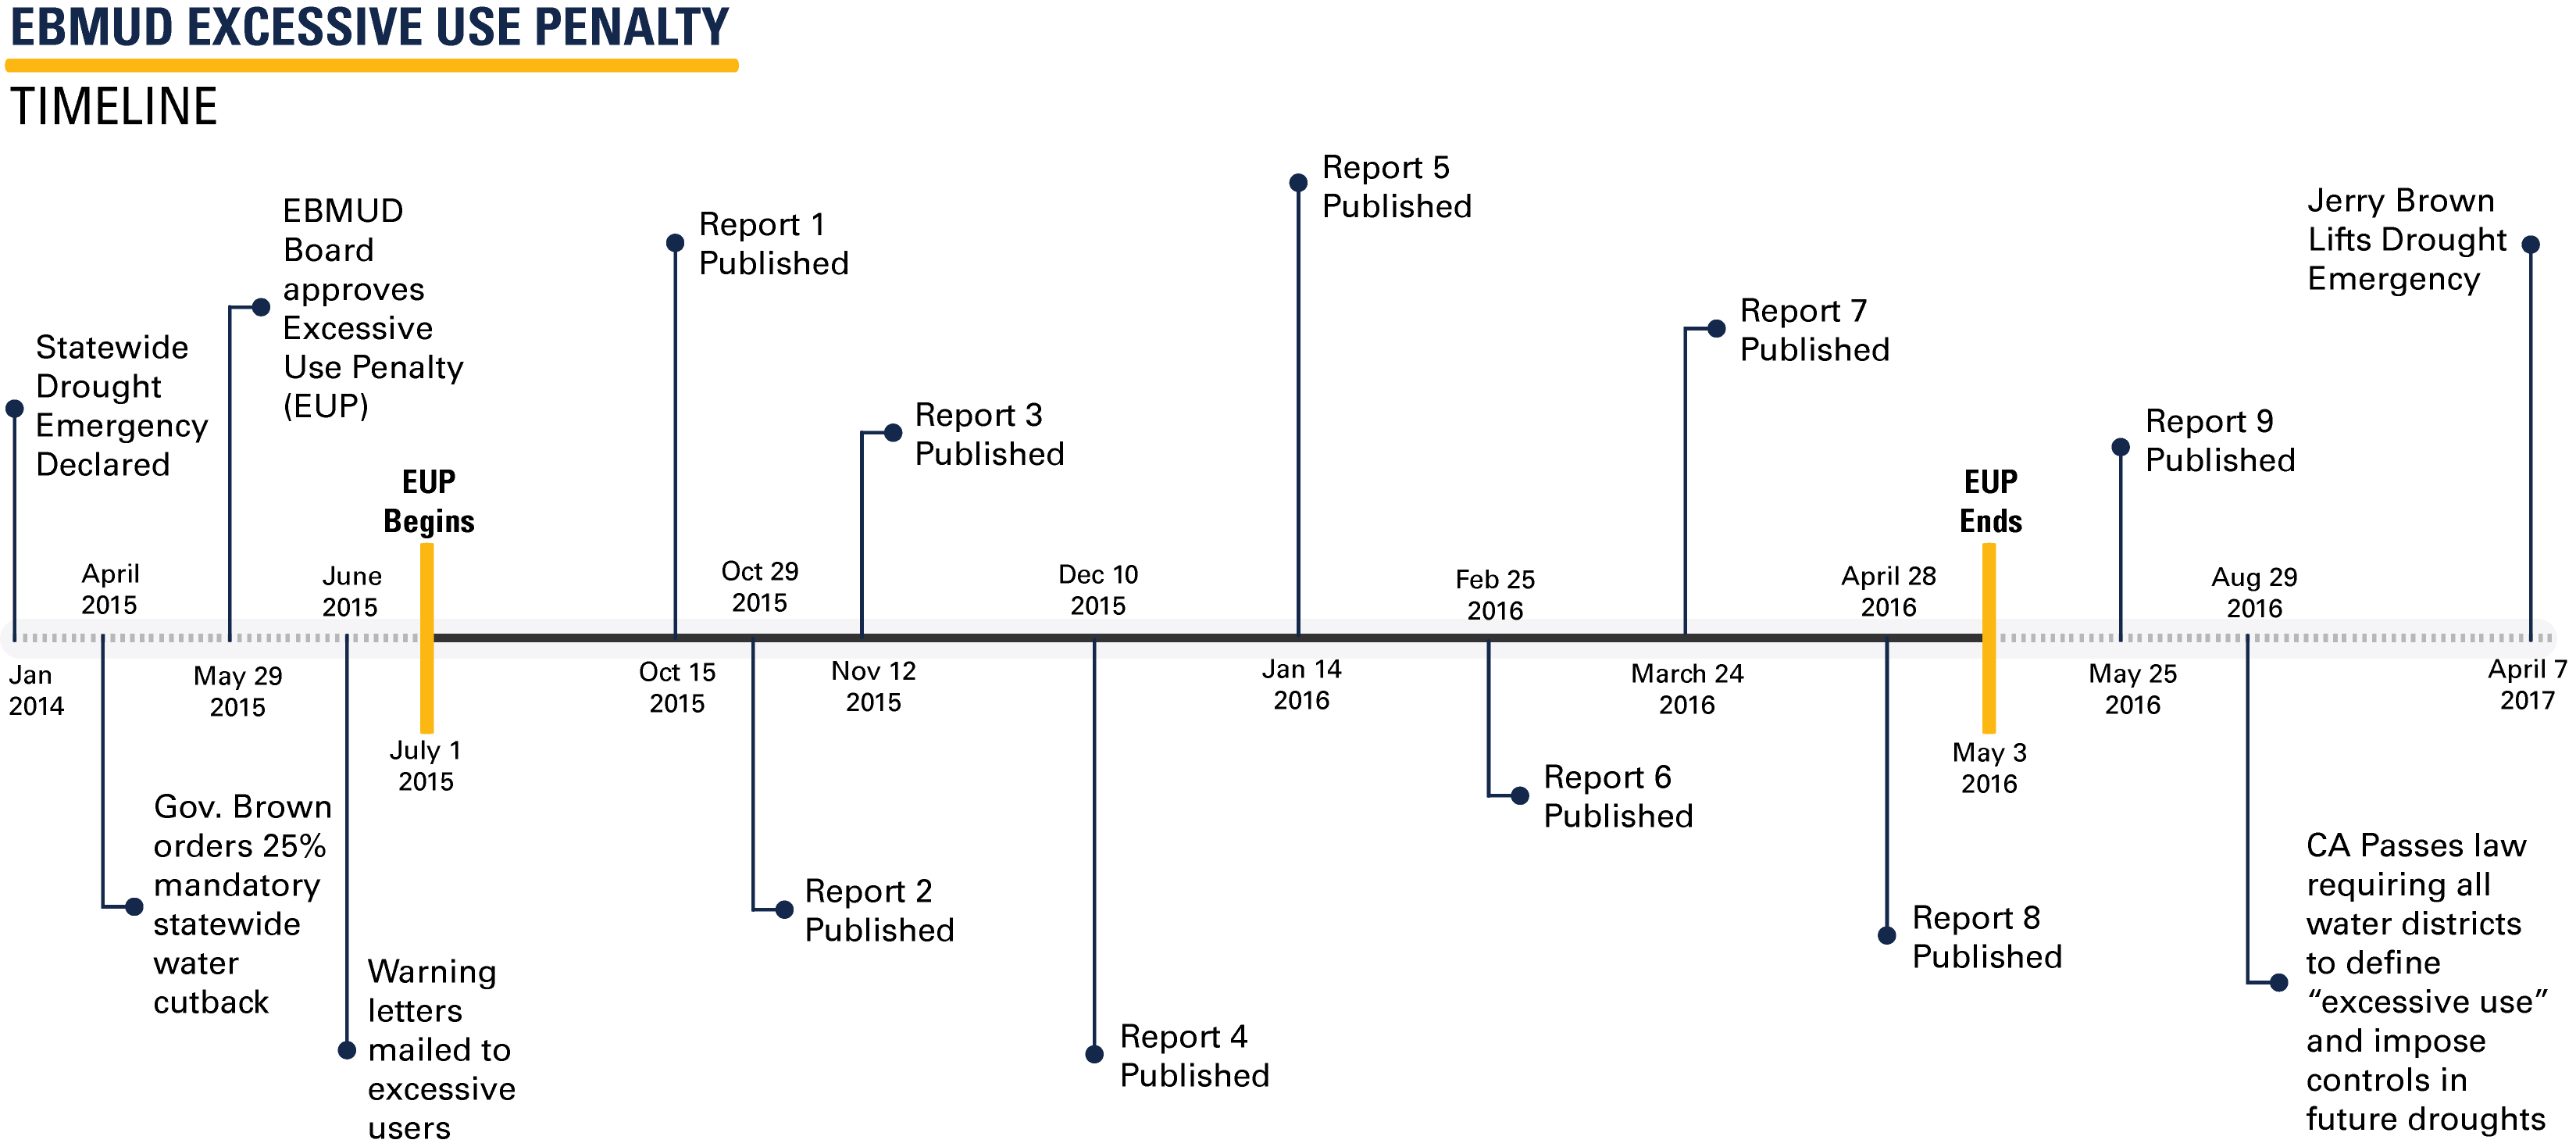 EBMUD EXCESSIVE USE PENALTY
TIMELINE
Statewide
Drought
Emergency
Declared
Jan
2014
April
2015
Gov. Brown
orders 25%
mandatory
statewide
water
cutback
EBMUD
Board
approves
Excessive
Use Penalty
(EUP)
May 29
2015
June
2015
Warning
letters
mailed to
excessive
users
EUP
Begins
July 1
2015
Report 1
Published
Oct 15
2015
Oct 29
2015
Report 2
Published
Report 3
Published
Nov 12
2015
Dec 10
2015
Report 4
Published
Report 5
Published
Jan 14
2016
Feb 25
2016
Report 6
Published
Report 7
Published
March 24
2016
April 28
2016
Report 8
Published
EUP
Ends
May 3
2016
Report 9
Published
May 25
2016
Aug 29
2016
CA Passes law
requiring all
water districts
to define
“excessive use”
and impose
controls in
future droughts
Jerry Brown
Lifts Drought
Emergency
April 7
2017